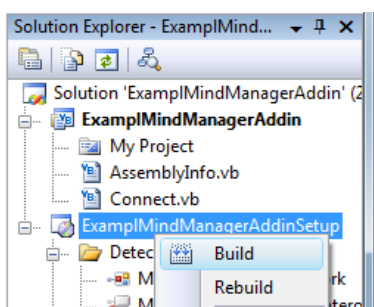 Solution Explorer - ExamplMind...
Solution 'ExamplMindManagerAddin' (2
ExamplMindManagerAddin
My Project
AssemblyInfo.vb
Connect.vb
ExamplMindManagerAddinSetup
Detec
Build
Rebuild